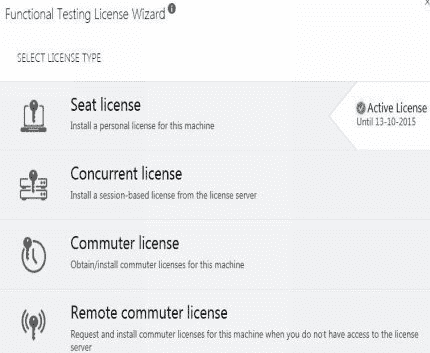 Functional Testing License Wizard
SELECT LICENSE TYPE
Seat license
Install a personal license for this machine
Active License
Until 13-10-2015
Concurrent license
Install a session-based license from the license server
Commuter license
Obtain/install commuter licenses for this machine
Remote commuter license
Request and install commuter licenses for this machine when you do not have access to the license
server